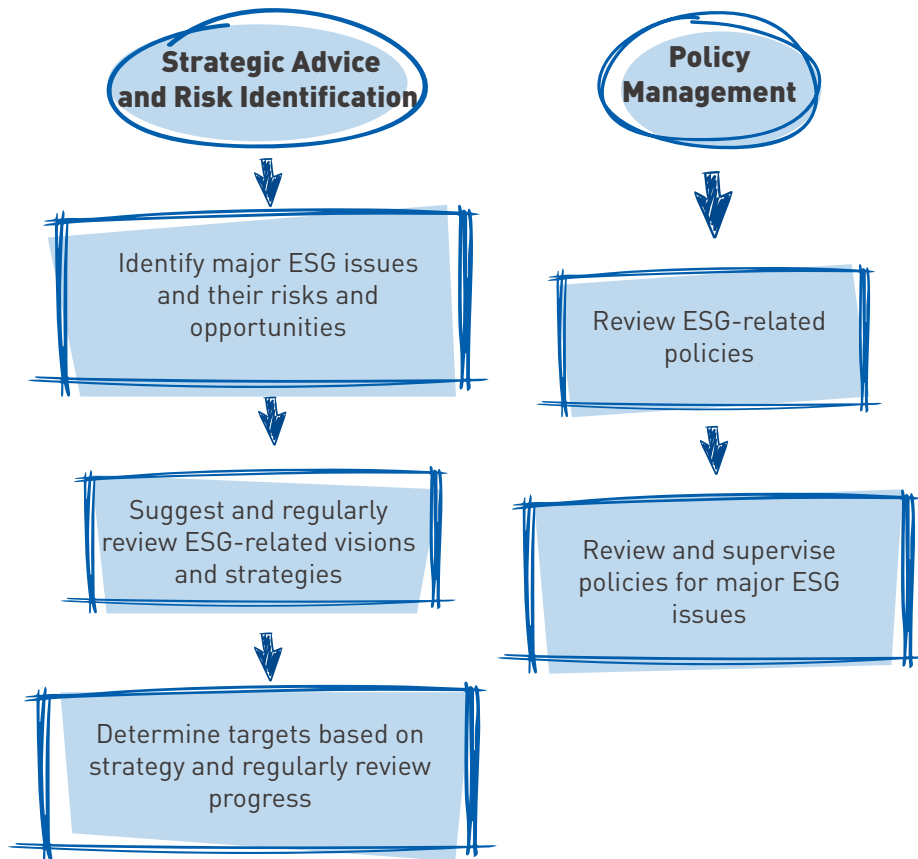 Strategic Advice
and Risk Identification
Identify major ESG issues
and their risks and
opportunities
Suggest and regularly
review ESG-related visions
and strategies
Determine targets based on
strategy and regularly review
progress
Policy
Management
Review ESG-related
policies
Review and supervise
policies for major ESG
issues